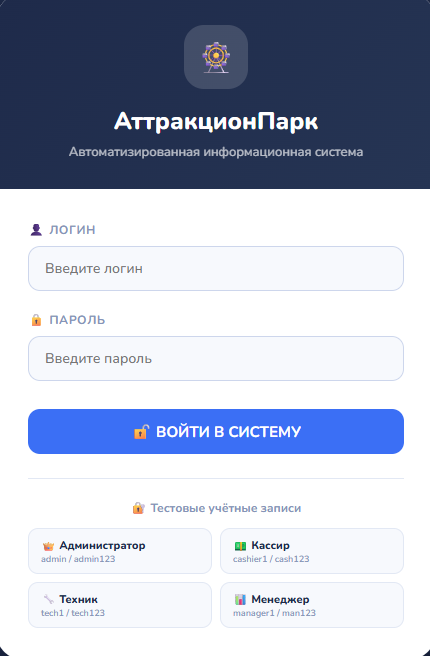 АттракционПарк
Автоматизированная информационная система
ЛОГИН
Введите логин
ПАРОЛЬ
Введите пароль
ВОЙТИ В СИСТЕМУ
Тестовые учётные записи
Администратор
admin / admin123
Кассир
cashier1 / cash123
Техник
tech1 / tech123
Менеджер
manager1 / man123